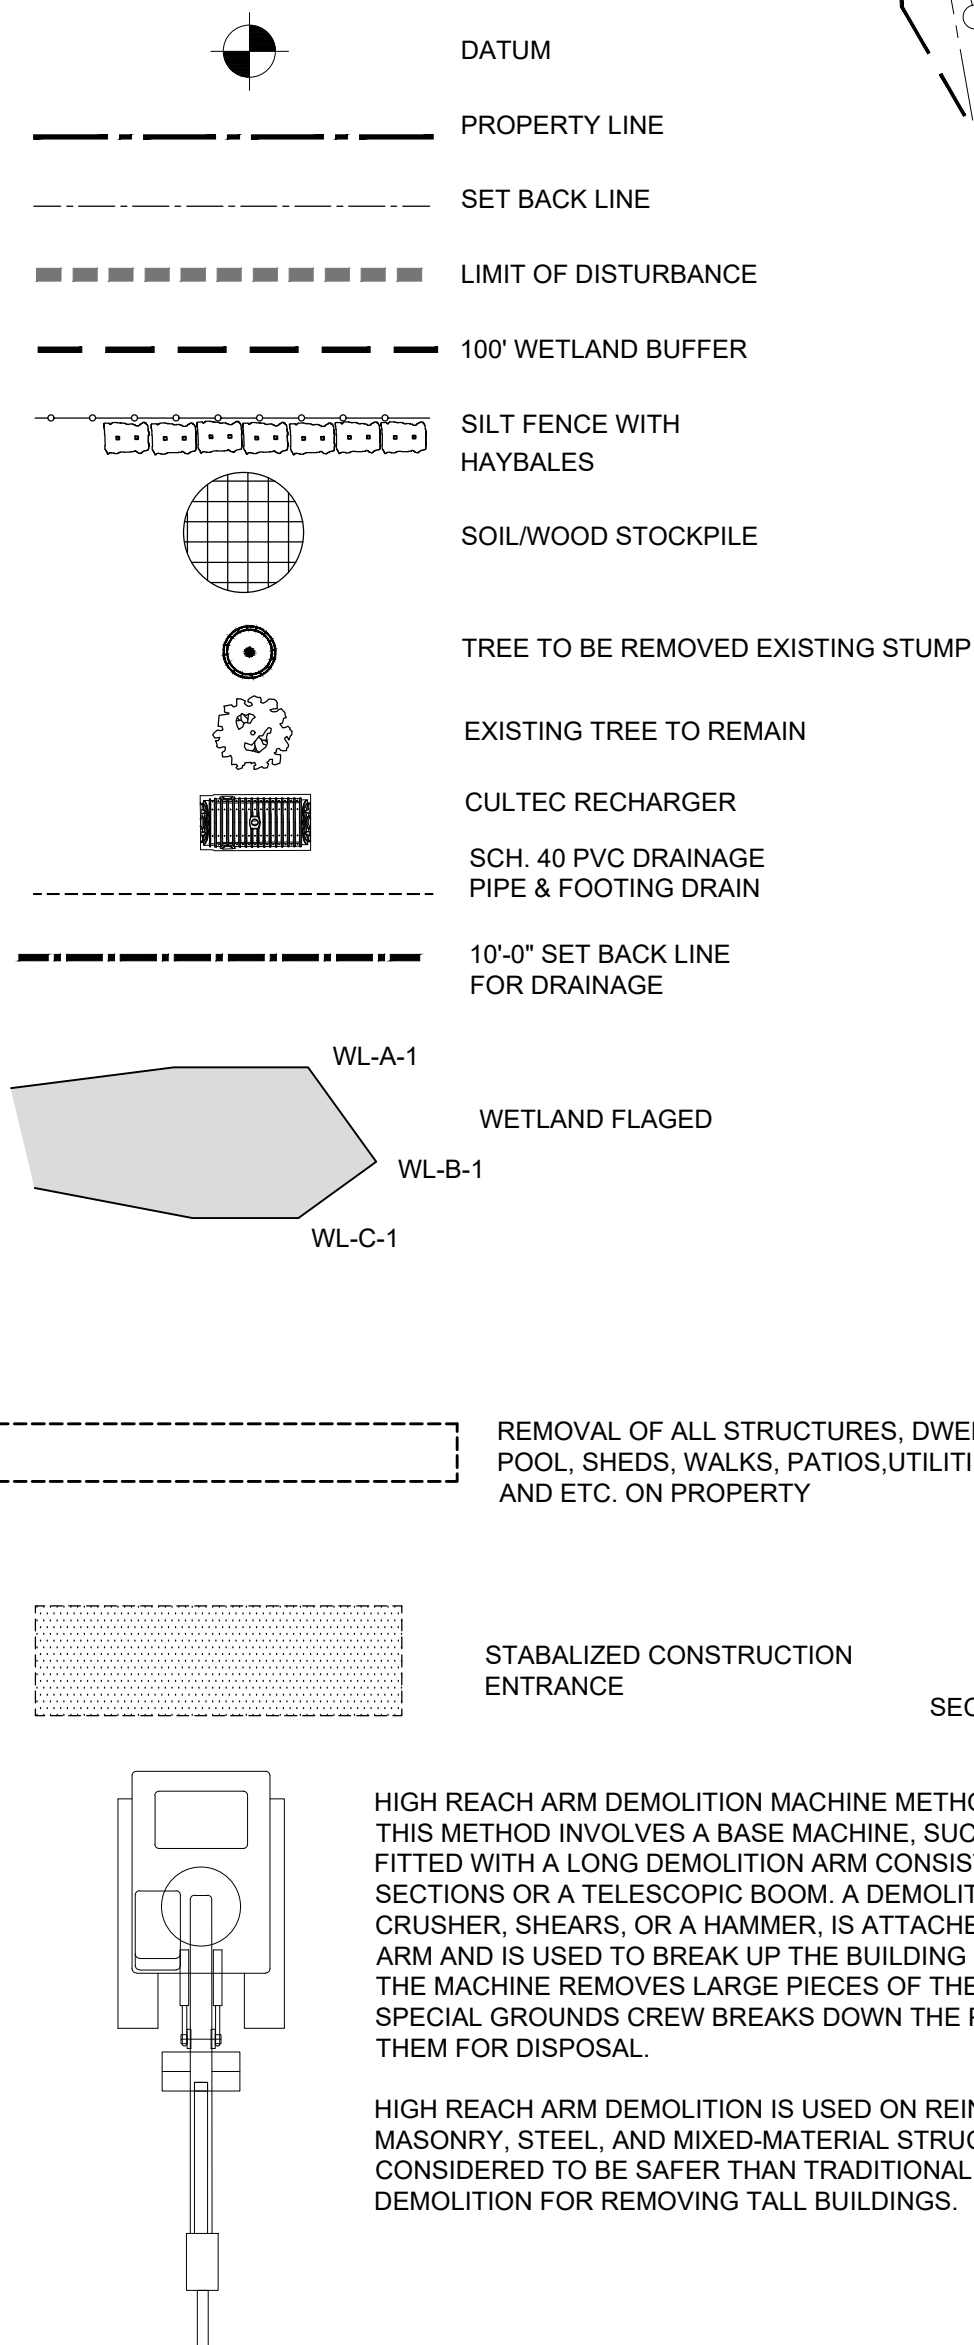 DATUM
PROPERTY LINE
SET BACK LINE
LIMIT OF DISTURBANCE
100' WETLAND BUFFER
SILT FENCE WITH
HAYBALES
SOIL/WOOD STOCKPILE
TREE TO BE REMOVED EXISTING STUMP
EXISTING TREE TO REMAIN
CULTEC RECHARGER
SCH. 40 PVC DRAINAGE
PIPE & FOOTING DRAIN
10'-0" SET BACK LINE
FOR DRAINAGE
WL-A-1
WETLAND FLAGED
WL-B-1
WL-C-1
REMOVAL OF ALL STRUCTURES,
POOL, SHEDS, WALKS, PATIOS,
AND ETC. ON PROPERTY
STABALIZED CONSTRUCTION
ENTRANCE
HIGH REACH ARM DEMOLITION MACHINE
THIS METHOD INVOLVES A BASE MACHINE,
FITTED WITH A LONG DEMOLITION ARM
SECTIONS OR A TELESCOPIC BOOM. A
CRUSHER, SHEARS, OR A HAMMER, IS
ARM AND IS USED TO BREAK UP THE BUILDING
THE MACHINE REMOVES LARGE PIECES OF THE
SPECIAL GROUNDS CREW BREAKS DOWN THE
THEM FOR DISPOSAL.
HIGH REACH ARM DEMOLITION IS USED ON
MASONRY, STEEL, AND MIXED-MATERIAL
CONSIDERED TO BE SAFER THAN TRADITIONAL
DEMOLITION FOR REMOVING TALL BUILDINGS.